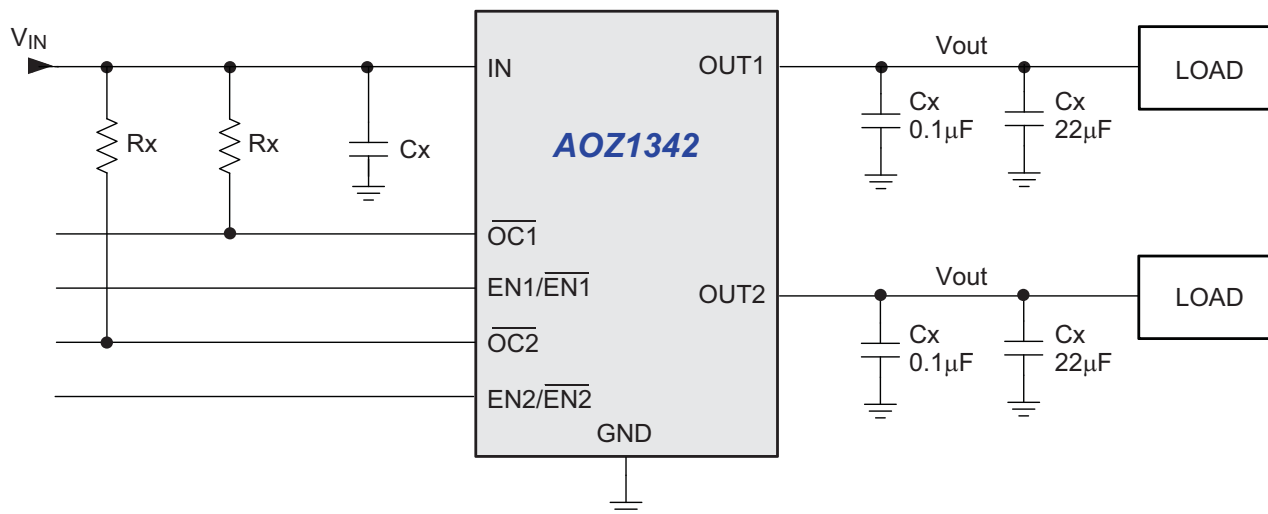 VIN
Rx
Rx
Cx
IN
OUT1
AOZ1342
OC1
EN1/EN1
OUT2
OC2
EN2/EN2
GND
Vout
Cx
0.1μF
Cx
22μF
LOAD
Vout
Cx
0.1μF
Cx
22μF
LOAD